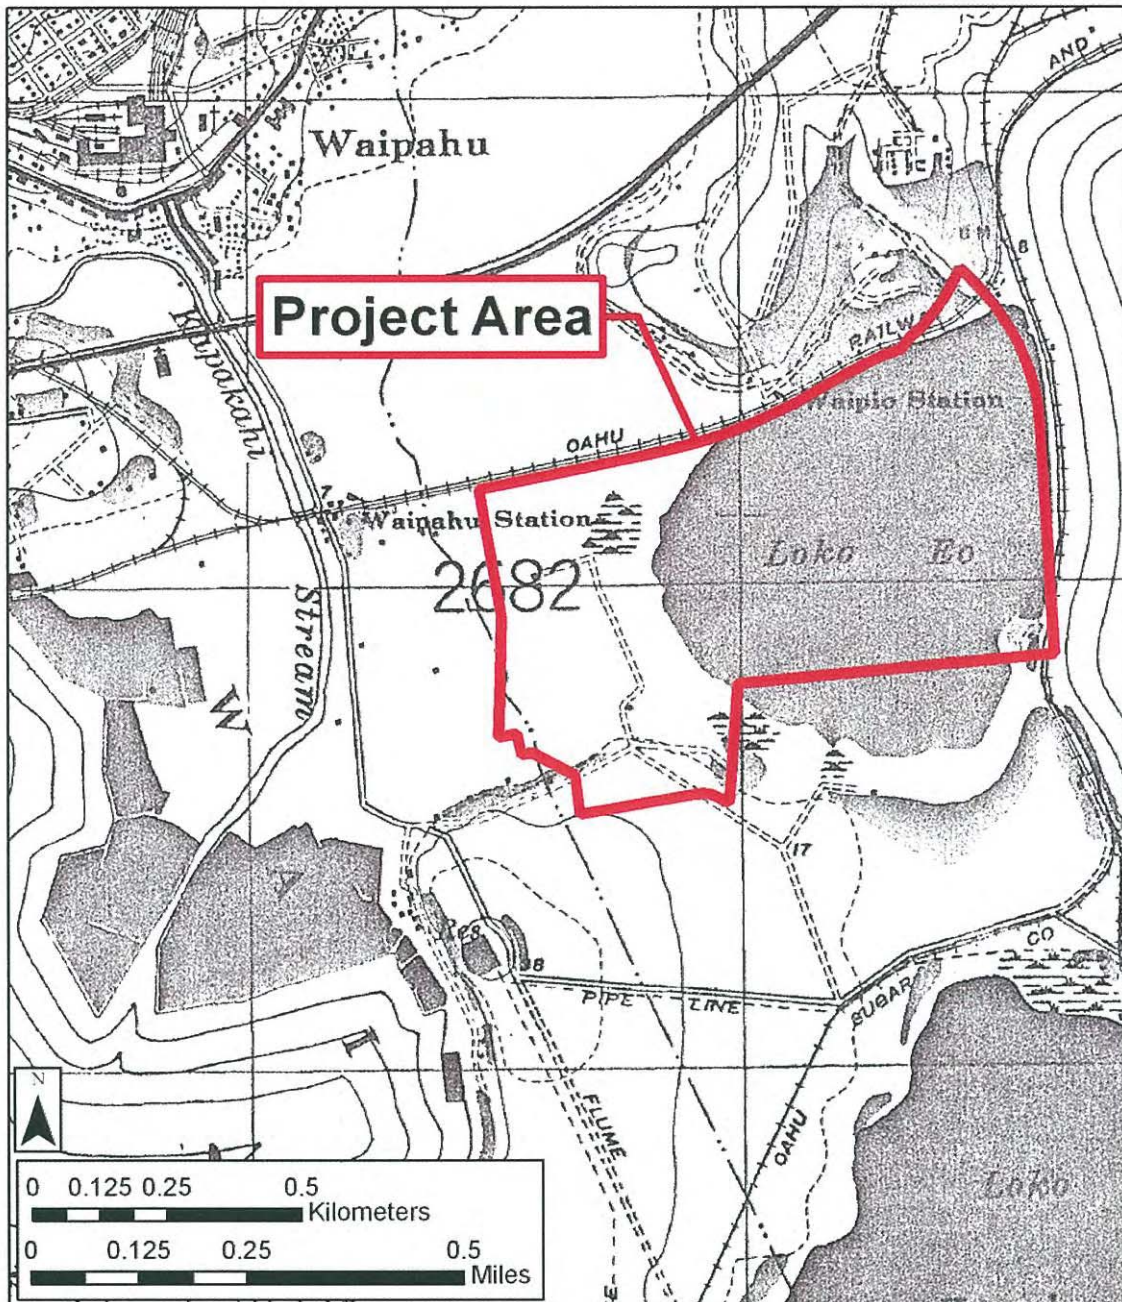 AND
Waipahu
B M
8
Project Area
Kapakahi
Stream
RAILWA
Waipio Station
OAHU
Waipahu Station
Loko Eo
2682
W
17
RES
38
PIPE LINE
SUGAR
CO
FLUME
OAHU
Loko
N
0 0.125 0.25 0.5
Kilometers
0 0.125 0.25 0.5
Miles